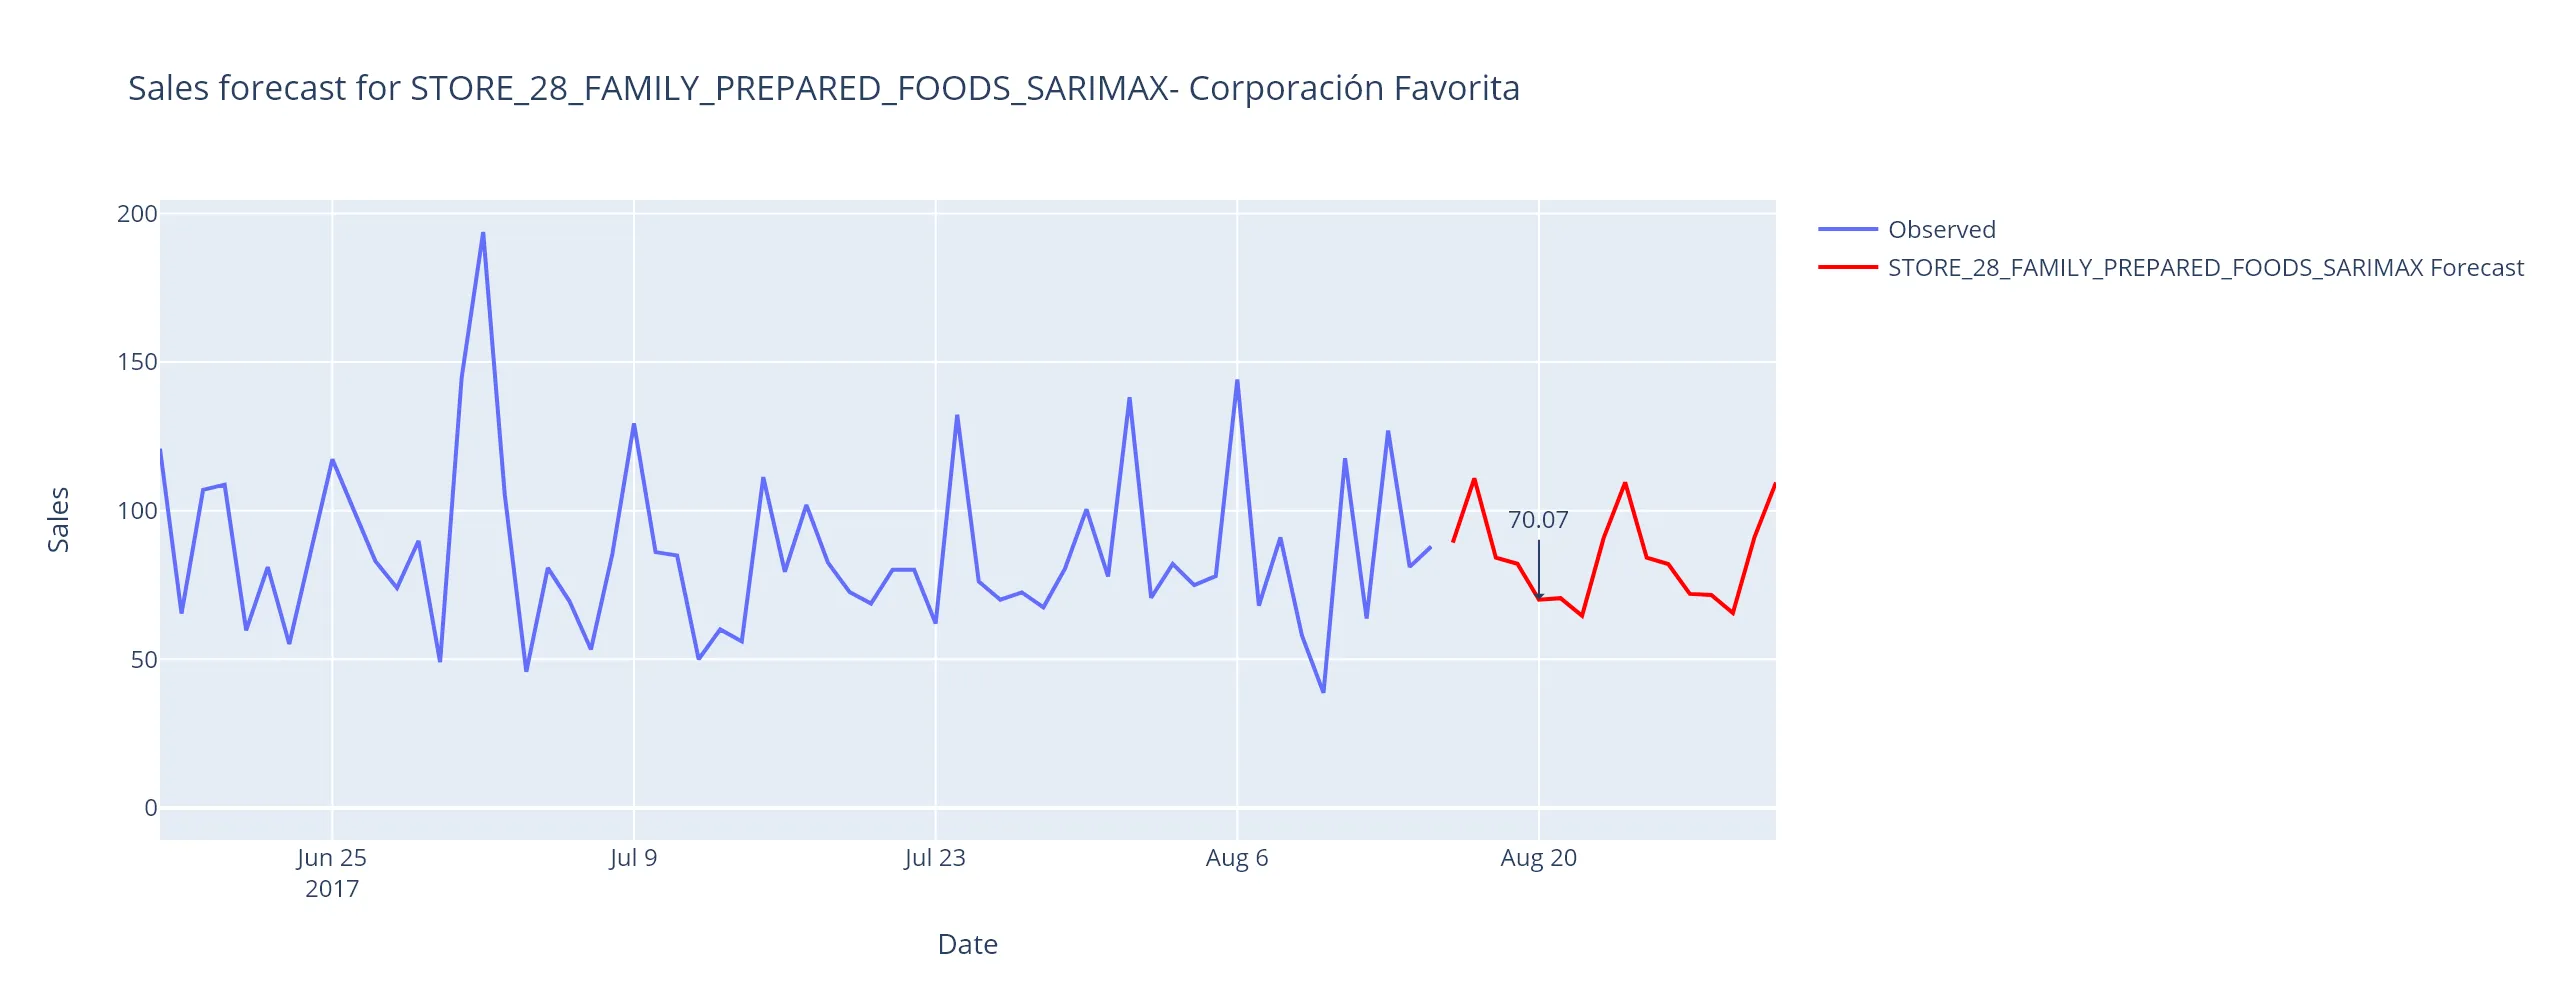 Sales forecast for STORE_28_FAMILY_PREPARED_FOODS_SARIMAX- Corporación Favorita
Observed
STORE_28_FAMILY_PREPARED_FOODS_SARIMAX Forecast
200
150
100
50
0
Sales
70.07
Jun 25
2017
Jul 9
Jul 23
Aug 6
Aug 20
Date